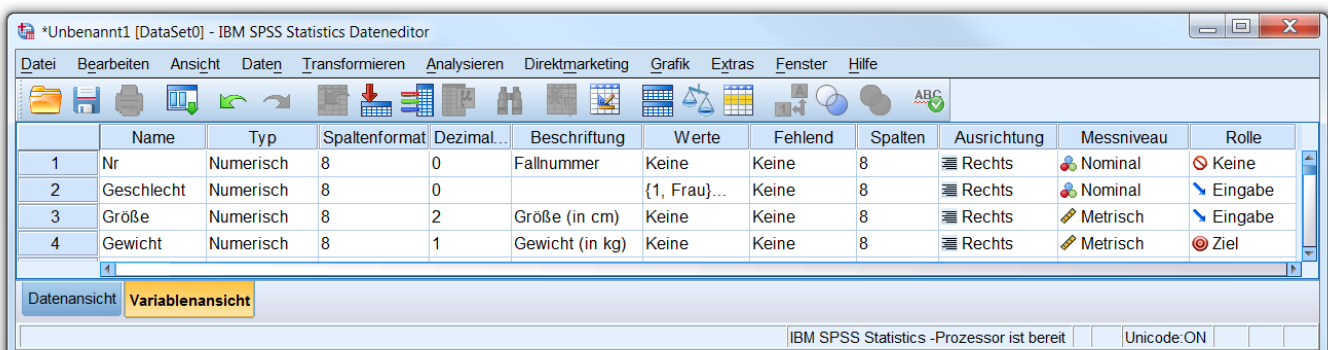 *Unbenannt1 [DataSet0] - IBM SPSS Statistics Dateneditor
Datei Bearbeiten Ansicht Daten Transformieren Analysieren Direktmarketing Grafik Extras Fenster Hilfe
A 1 4 ABC
Name Typ Spaltenformat Dezimal... Beschriftung Werte Fehlend Spalten Ausrichtung Messniveau Rolle
1 Nr Numerisch 8 0 Fallnummer Keine Keine 8 Rechts Nominal Keine
2 Geschlecht Numerisch 8 0 {1, Frau}... Keine 8 Rechts Nominal Eingabe
3 Größe Numerisch 8 2 Größe (in cm) Keine Keine 8 Rechts Metrisch Eingabe
4 Gewicht Numerisch 8 1 Gewicht (in kg) Keine Keine 8 Rechts Metrisch Ziel
Datenansicht Variablenansicht
IBM SPSS Statistics -Prozessor ist bereit Unicode:ON